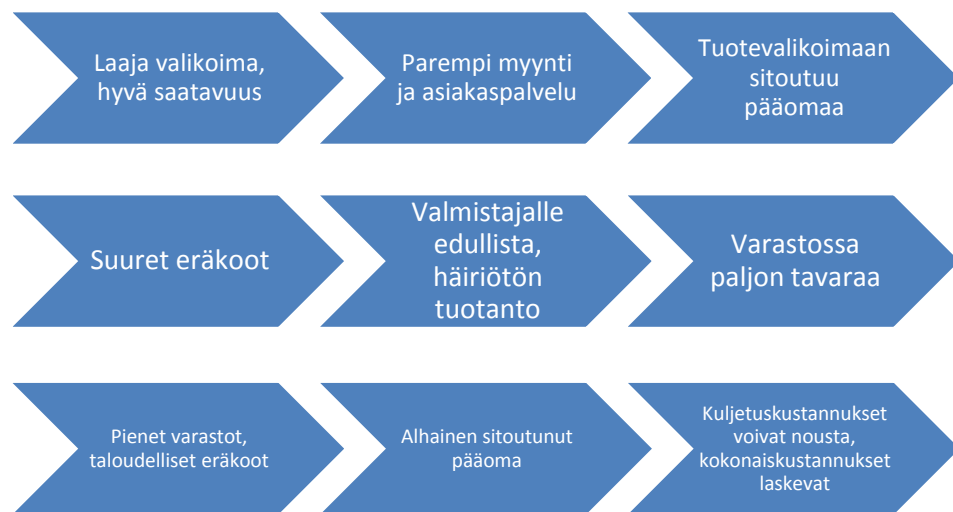 Laaja valikoima,
hyvä saatavuus
Parempi myynti
ja asiakaspalvelu
Tuotevalikoimaan
sitoutuu
pääomaa
Suuret eräkoot
Valmistajalle
edullista,
häiriötön
tuotanto
Varastossa
paljon tavaraa
Pienet varastot,
taloudelliset eräkoot
Alhainen sitoutunut
pääoma
Kuljetuskustannukset
voivat nousta,
kokonaiskustannukset
laskevat